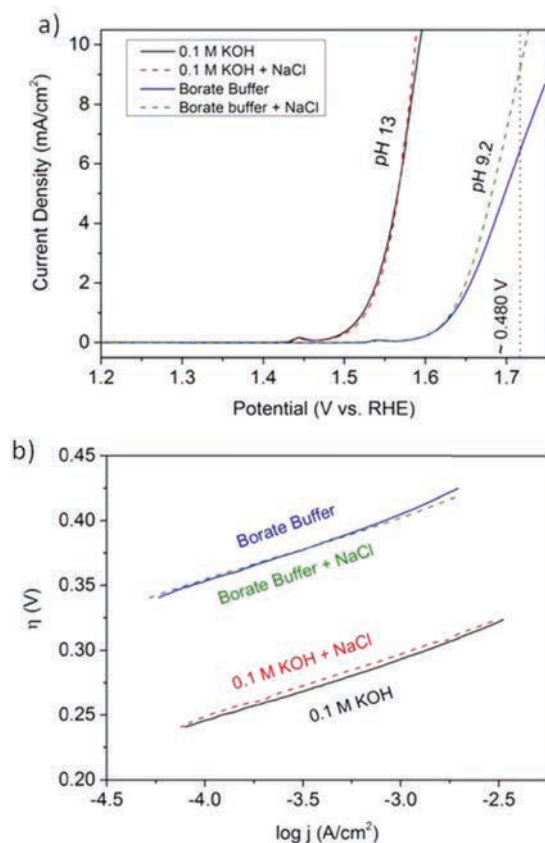 a)
0.1 M KOH
0.1 M KOH + NaCl
Borate Buffer
Borate buffer + NaCl
pH 13
pH 9.2
~ 0.480 V
Current Density (mA/cm²)
10
8
6
4
2
0
1.2
1.3
1.4
1.5
1.6
1.7
Potential (V vs. RHE)
b)
0.45
0.40
0.35
0.30
0.25
0.20
η (V)
Borate Buffer
Borate Buffer + NaCl
0.1 M KOH + NaCl
0.1 M KOH
-4.5
-4.0
-3.5
-3.0
-2.5
log j (A/cm²)